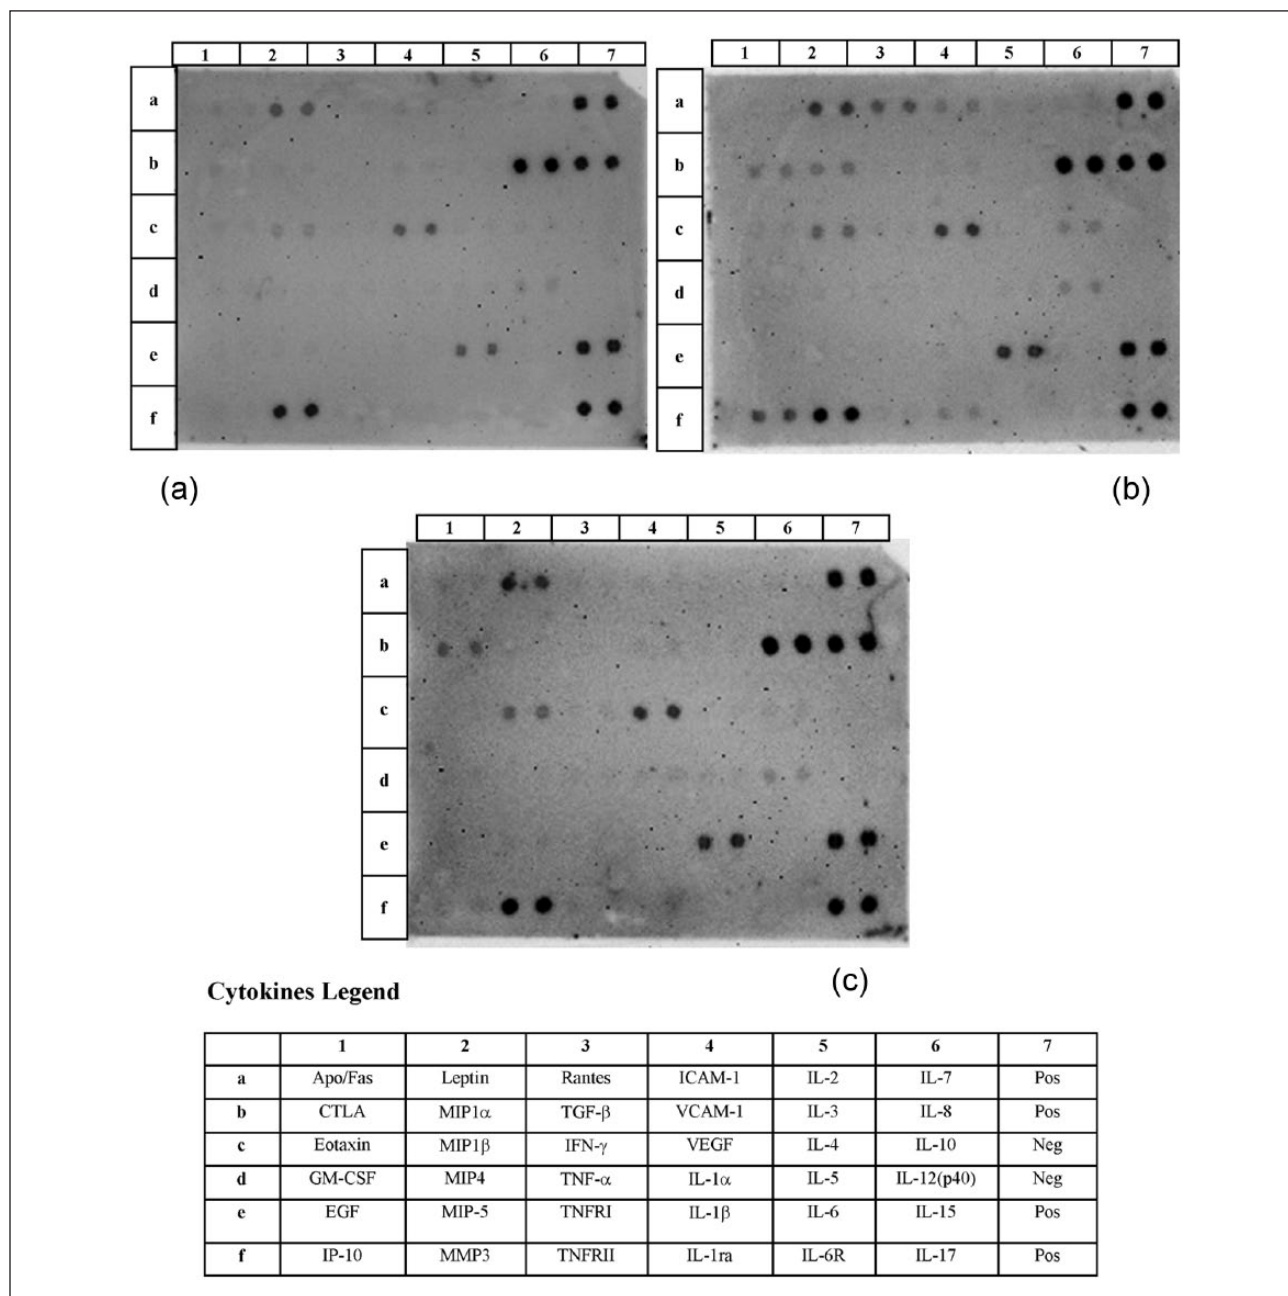 1 2 3 4 5 6 7
a
b
c
d
e
f
(a)
1 2 3 4 5 6 7
a
b
c
d
e
f
(b)
1 2 3 4 5 6 7
a
b
c
d
e
f
(c)
Cytokines Legend
1 2 3 4 5 6 7
a Apo/Fas Leptin Rantes ICAM-1 IL-2 IL-7 Pos
b CTLA MIP1α TGF-β VCAM-1 IL-3 IL-8 Pos
c Eotaxin MIP1β IFN-γ VEGF IL-4 IL-10 Neg
d GM-CSF MIP4 TNF-α IL-1α IL-5 IL-12(p40) Neg
e EGF MIP-5 TNFRI IL-1β IL-6 IL-15 Pos
f IP-10 MMP3 TNFRII IL-1ra IL-6R IL-17 Pos